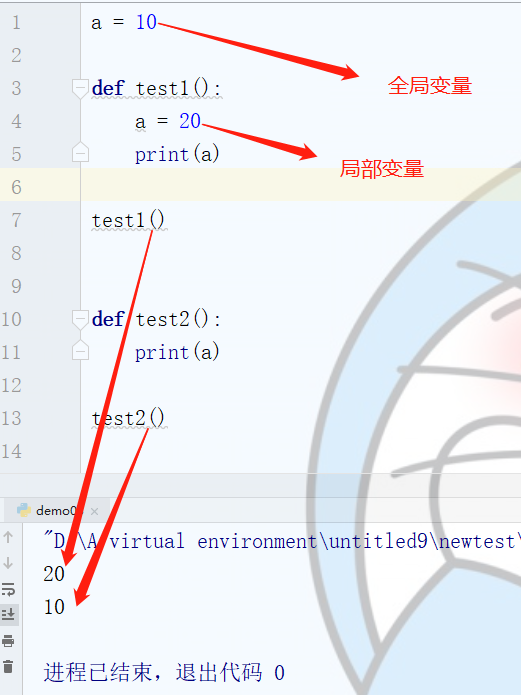 1 a = 10
全局变量
2
3 def test1():
4 a = 20
5 print(a)
局部变量
6
7 test1()
8
9
10 def test2():
11 print(a)
12
13 test2()
14
demo0
"D:\A virtual environment\untitled9\newtest\
20
10
进程已结束，退出代码 0